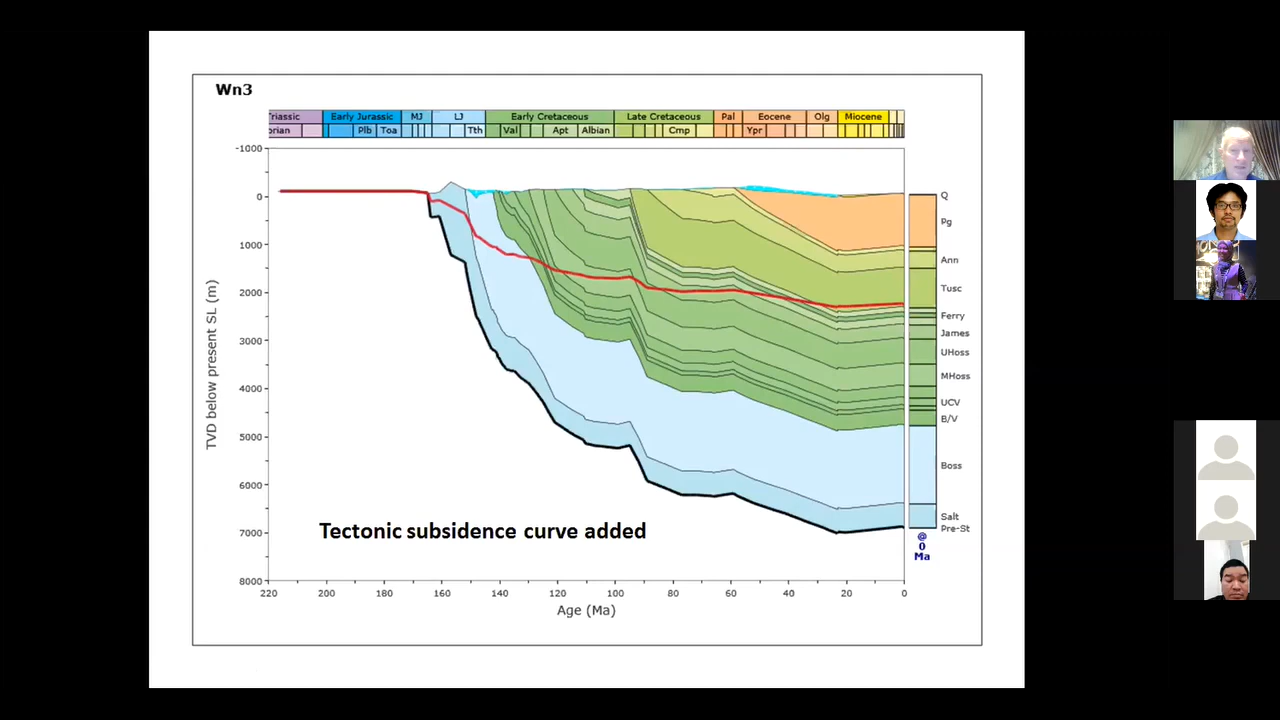 Wn3
Triassic Early Jurassic MJ LJ Early Cretaceous Late Cretaceous Pal Eocene Olg Miocene
orian Plb Toa Tth Val Apt Albian Cmp Ypr
-1000
0
1000
2000
3000
4000
5000
6000
7000
8000
TVD below present SL (m)
Q
Pg
Ann
Tusc
Ferry
James
UHoss
MHoss
UCV
B/V
Boss
Salt
Pre-St
@
0
Ma
Tectonic subsidence curve added
220 200 180 160 140 120 100 80 60 40 20 0
Age (Ma)